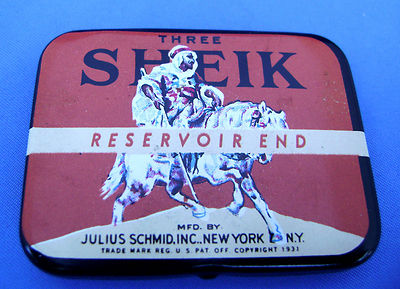 THREE
SHEIK
RESERVOIR END
MFD. BY
JULIUS SCHMID, INC., NEW YORK N.Y.
TRADE MARK REG. U.S. PAT. OFF. COPYRIGHT 1931